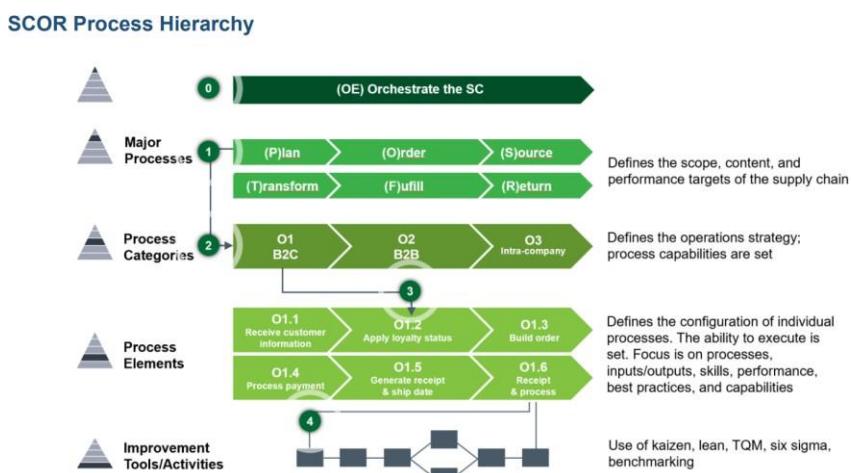 SCOR Process Hierarchy
0
(OE) Orchestrate the SC
Major
Processes
1
(P)lan
(O)rder
(S)ource
(T)ransform
(F)ufill
(R)eturn
Defines the scope, content, and
performance targets of the supply chain
Process
Categories
2
O1
B2C
O2
B2B
O3
Intra-company
Defines the operations strategy;
process capabilities are set
3
Process
Elements
O1.1
Receive customer
information
O1.2
Apply loyalty status
O1.3
Build order
O1.4
Process payment
O1.5
Generate receipt
& ship date
O1.6
Receipt
& process
Defines the configuration of individual
processes. The ability to execute is
set. Focus is on processes,
inputs/outputs, skills, performance,
best practices, and capabilities
4
Improvement
Tools/Activities
Use of kaizen, lean, TQM, six sigma,
benchmarking